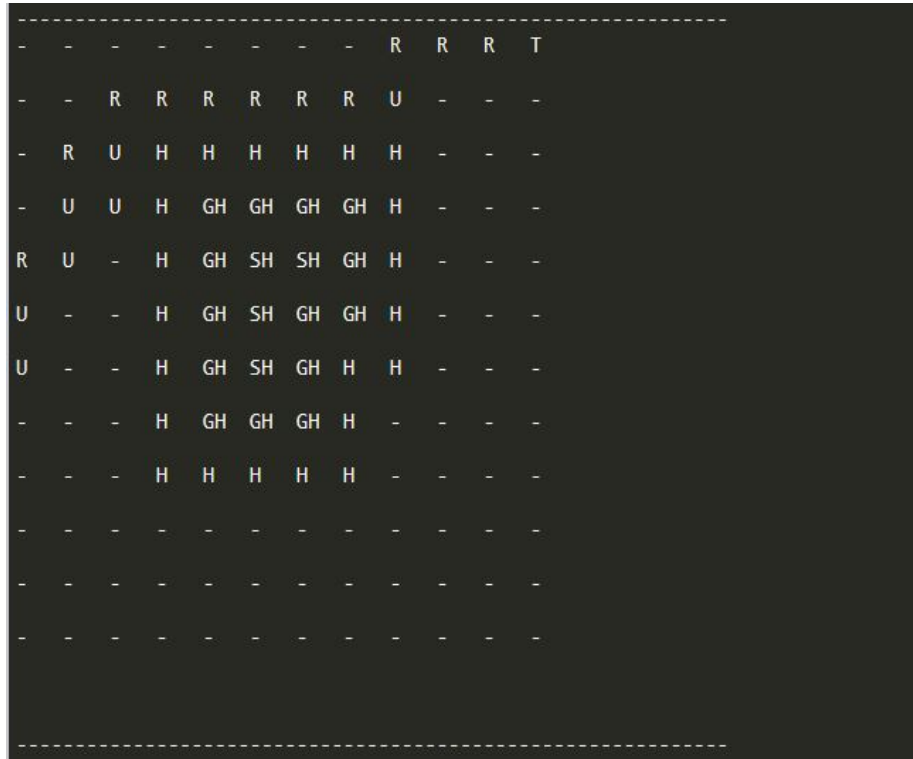 -------------------------------------------------------------
- - - - - - - - R R R T
- - R R R R R R U - - -
- R U H H H H H H - - -
- U U H GH GH GH GH H - - -
R U - H GH SH SH GH H - - -
U - - H GH SH GH GH H - - -
U - - H GH SH GH H H - - -
- - - H GH GH GH H - - - -
- - - H H H H H - - - -
- - - - - - - - - - - -
- - - - - - - - - - - -
- - - - - - - - - - - -
-------------------------------------------------------------